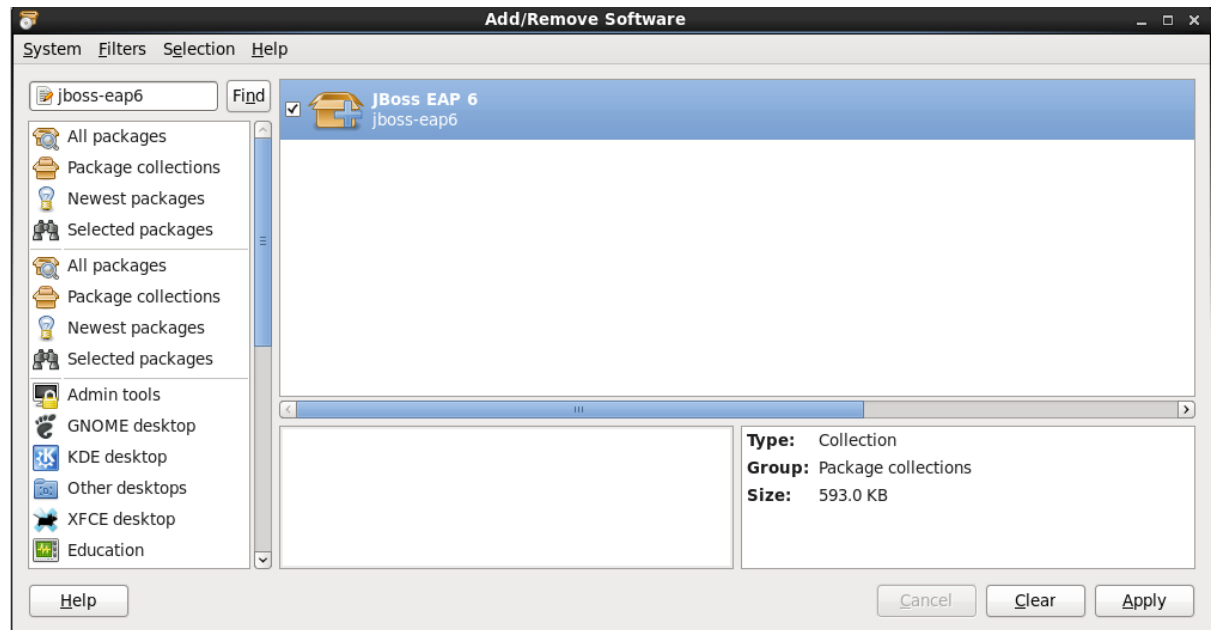 Add/Remove Software
System Filters Selection Help
jboss-eap6 Find
JBoss EAP 6
jboss-eap6
All packages
Package collections
Newest packages
Selected packages
All packages
Package collections
Newest packages
Selected packages
Admin tools
GNOME desktop
KDE desktop
Other desktops
XFCE desktop
Education
Type: Collection
Group: Package collections
Size: 593.0 KB
Help Cancel Clear Apply